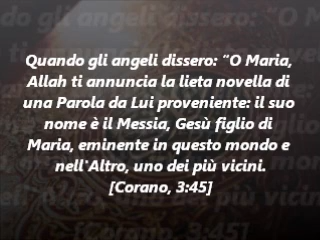 Quando gli angeli dissero: “O Maria,
Allah ti annuncia la lieta novella di
una Parola da Lui proveniente: il suo
nome è il Messia, Gesù figlio di
Maria, eminente in questo mondo e
nell'Altro, uno dei più vicini.
[Corano, 3:45]